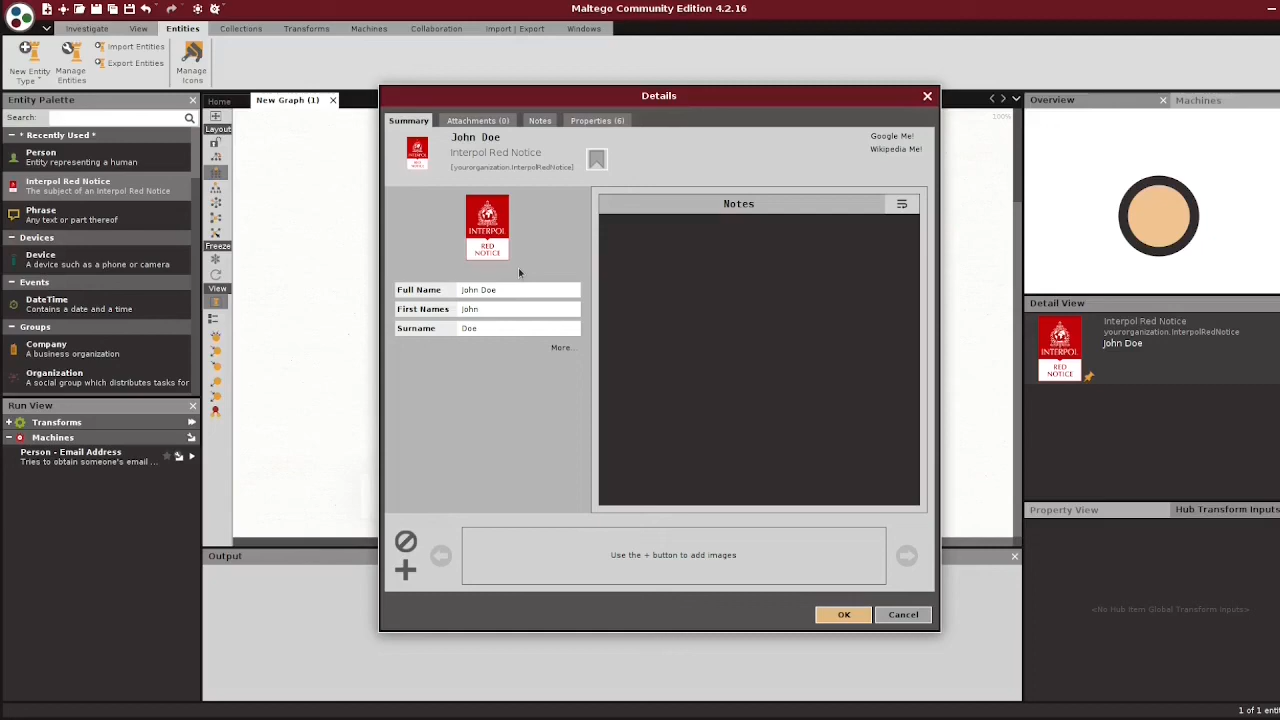 Maltego Community Edition 4.2.16
Investigate View Entities Collections Transforms Machines Collaboration Import | Export Windows
New Entity Type
Manage Entities
Import Entities
Export Entities
Manage Icons
Entity Palette
Search:
* Recently Used *
Person
Entity representing a human
Interpol Red Notice
The subject of an Interpol Red Notice
Phrase
Any text or part thereof
Devices
Device
A device such as a phone or camera
Events
DateTime
Contains a date and a time
Groups
Company
A business organization
Organization
A social group which distributes tasks for
Run View
Transforms
Machines
Person - Email Address
Tries to obtain someone's email ...
Home New Graph (1)
Layout
Freeze
View
100%
Details
Summary Attachments (0) Notes Properties (6)
John Doe
Interpol Red Notice
[yourorganization.InterpolRedNotice]
Google Me!
Wikipedia Me!
INTERPOL
RED
NOTICE
INTERPOL
RED
NOTICE
Full Name John Doe
First Names John
Surname Doe
More...
Notes
Use the + button to add images
OK Cancel
Output
Overview Machines
Detail View
INTERPOL
RED
NOTICE
Interpol Red Notice
yourorganization.InterpolRedNotice
John Doe
Property View Hub Transform Inputs
<No Hub Item Global Transform Inputs>
1 of 1 enti